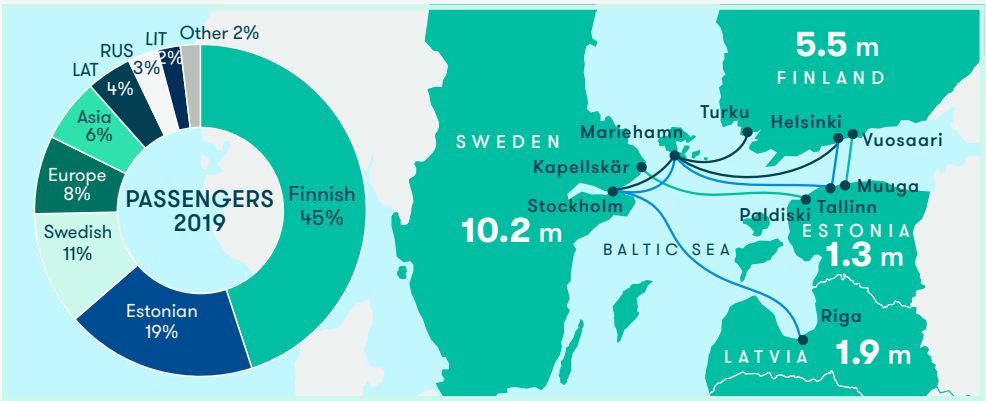 Other 2%
LIT
2%
RUS
3%
LAT
4%
Asia
6%
Europe
8%
Swedish
11%
Estonian
19%
Finnish
45%
PASSENGERS
2019
5.5 m
FINLAND
Turku
Helsinki
Vuosaari
SWEDEN
Mariehamn
Kapellskär
Stockholm
10.2 m
Muuga
Tallinn
Paldiski
ESTONIA
1.3 m
BALTIC SEA
Riga
LATVIA
1.9 m